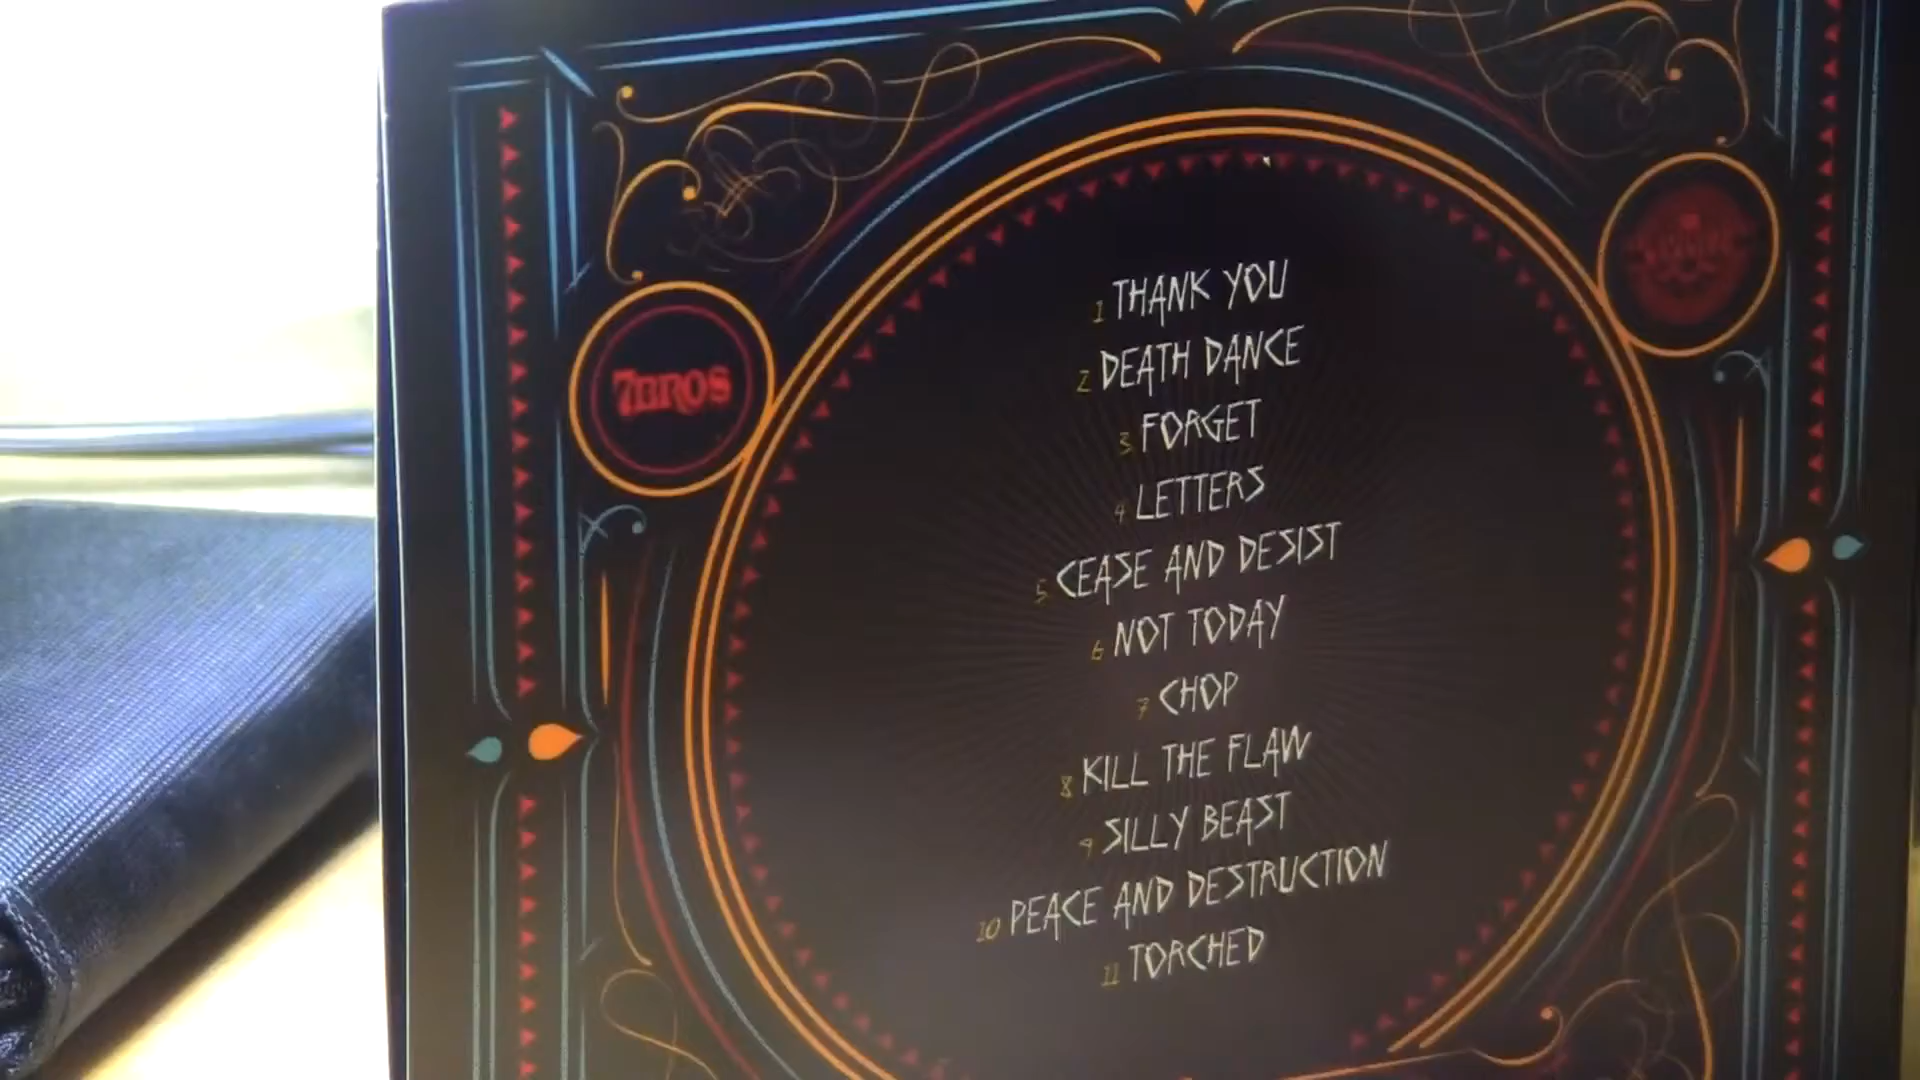 7BROS
1 THANK YOU
2 DEATH DANCE
3 FORGET
4 LETTERS
5 CEASE AND DESIST
6 NOT TODAY
7 CHOP
8 KILL THE FLAW
9 SILLY BEAST
10 PEACE AND DESTRUCTION
11 TORCHED